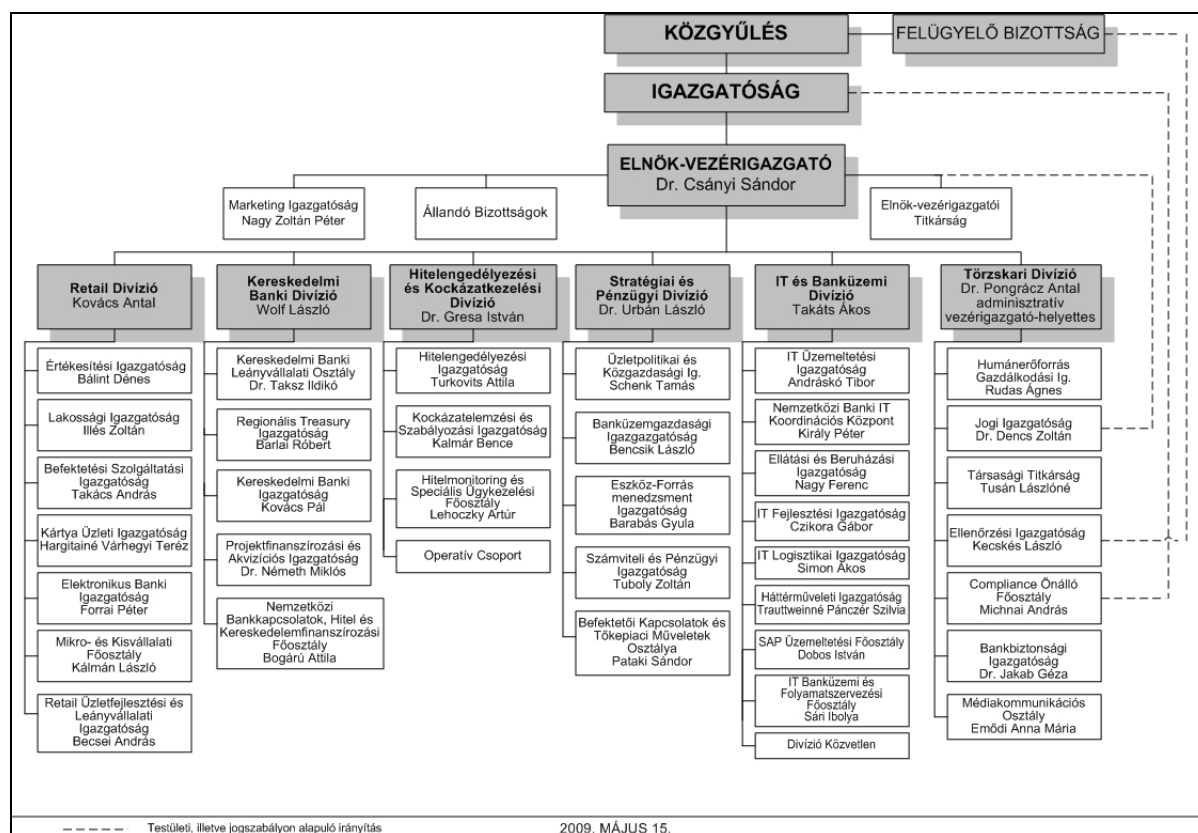 KÖZGYŰLÉS
FELÜGYELŐ BIZOTTSÁG
IGAZGATÓSÁG
ELNÖK-VEZÉRIGAZGATÓ
Dr. Csányi Sándor
Marketing Igazgatóság
Nagy Zoltán Péter
Állandó Bizottságok
Elnök-vezérigazgatói
Titkárság
Retail Divízió
Kovács Antal
Kereskedelmi
Banki Divízió
Wolf László
Hitelengedélyezési
és Kockázatkezelési
Divízió
Dr. Gresa István
Stratégiai és
Pénzügyi Divízió
Dr. Urbán László
IT és Banküzemi
Divízió
Takáts Ákos
Törzskari Divízió
Dr. Pongrácz Antal
adminisztratív
vezérigazgató-helyettes
Értékesítési Igazgatóság
Bálint Dénes
Lakossági Igazgatóság
Illés Zoltán
Befektetési Szolgáltatási
Igazgatóság
Takács András
Kártya Üzleti Igazgatóság
Hargitainé Várhegyi Teréz
Elektronikus Banki
Igazgatóság
Forrai Péter
Mikro- és Kisvállalati
Főosztály
Kálmán László
Retail Üzletfejlesztési és
Leányvállalati
Igazgatóság
Becsei András
Kereskedelmi Banki
Leányvállalati Osztály
Dr. Taksz Ildikó
Regionális Treasury
Igazgatóság
Barlai Róbert
Kereskedelmi Banki
Igazgatóság
Kovács Pál
Projektfinanszírozási és
Akvizíciós Igazgatóság
Dr. Németh Miklós
Nemzetközi
Bankkapcsolatok, Hitel és
Kereskedelemfinanszírozási
Főosztály
Bogárú Attila
Hitelengedélyezési
Igazgatóság
Turkovits Attila
Kockázatelemzési és
Szabályozási Igazgatóság
Kalmár Bence
Hitelmonitoring és
Speciális Ügykezelési
Főosztály
Lehoczky Artúr
Operatív Csoport
Üzletpolitikai és
Közgazdasági Ig.
Schenk Tamás
Banküzemgazdasági
Igazgazgatóság
Bencsik László
Eszköz-Forrás
menedzsment
Igazgatóság
Barabás Gyula
Számviteli és Pénzügyi
Igazgatóság
Tuboly Zoltán
Befektetői Kapcsolatok és
Tőkepiaci Műveletek
Osztálya
Pataki Sándor
IT Üzemeltetési
Igazgatóság
Andráskó Tibor
Nemzetközi Banki IT
Koordinációs Központ
Király Péter
Ellátási és Beruházási
Igazgatóság
Nagy Ferenc
IT Fejlesztési Igazgatóság
Czikora Gábor
IT Logisztikai Igazgatóság
Simon Ákos
Háttérműveleti Igazgatóság
Trauttweinné Pánczér Szilvia
SAP Üzemeltetési Főosztály
Dobos István
IT Banküzemi és
Folyamatszervezési
Főosztály
Sári Ibolya
Divízió Közvetlen
Humánerőforrás
Gazdálkodási Ig.
Rudas Ágnes
Jogi Igazgatóság
Dr. Dencs Zoltán
Társasági Titkárság
Tusán Lászlóné
Ellenőrzési Igazgatóság
Kecskés László
Compliance Önálló
Főosztály
Michnai András
Bankbiztonsági
Igazgatóság
Dr. Jakab Géza
Médiakommunikációs
Osztály
Emődi Anna Mária
Testületi, illetve jogszabályon alapuló irányítás
2009. MÁJUS 15.